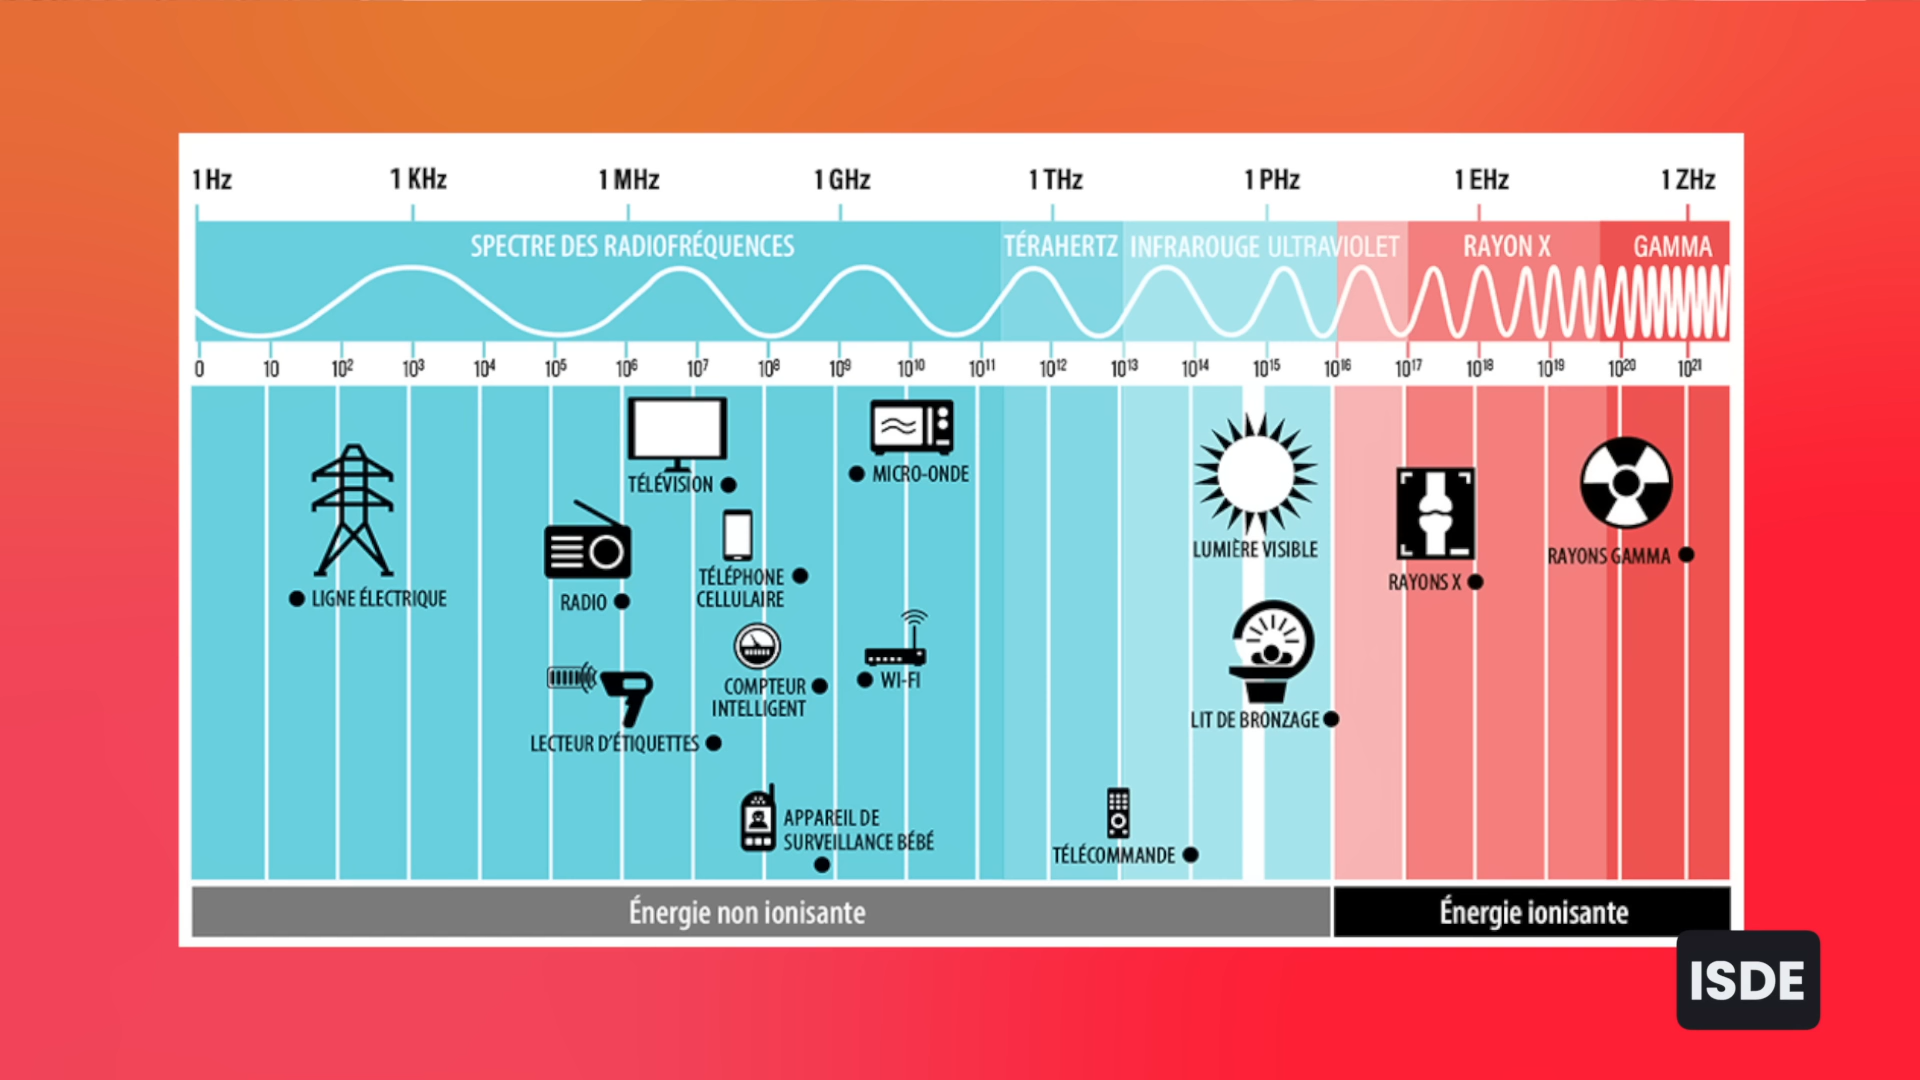 1 Hz 1 KHz 1 MHz 1 GHz 1 THz 1 PHz 1 EHz 1 ZHz
SPECTRE DES RADIOFRÉQUENCES TÉRAHERTZ INFRAROUGE ULTRAVIOLET RAYON X GAMMA
0 10 10² 10³ 10⁴ 10⁵ 10⁶ 10⁷ 10⁸ 10⁹ 10¹⁰ 10¹¹ 10¹² 10¹³ 10¹⁴ 10¹⁵ 10¹⁶ 10¹⁷ 10¹⁸ 10¹⁹ 10²⁰ 10²¹
LIGNE ÉLECTRIQUE
RADIO
LECTEUR D'ÉTIQUETTES
TÉLÉVISION
TÉLÉPHONE
CELLULAIRE
COMPTEUR
INTELLIGENT
APPAREIL DE
SURVEILLANCE BÉBÉ
MICRO-ONDE
WI-FI
TÉLÉCOMMANDE
LUMIÈRE VISIBLE
LIT DE BRONZAGE
RAYONS X
RAYONS GAMMA
Énergie non ionisante
Énergie ionisante
ISDE